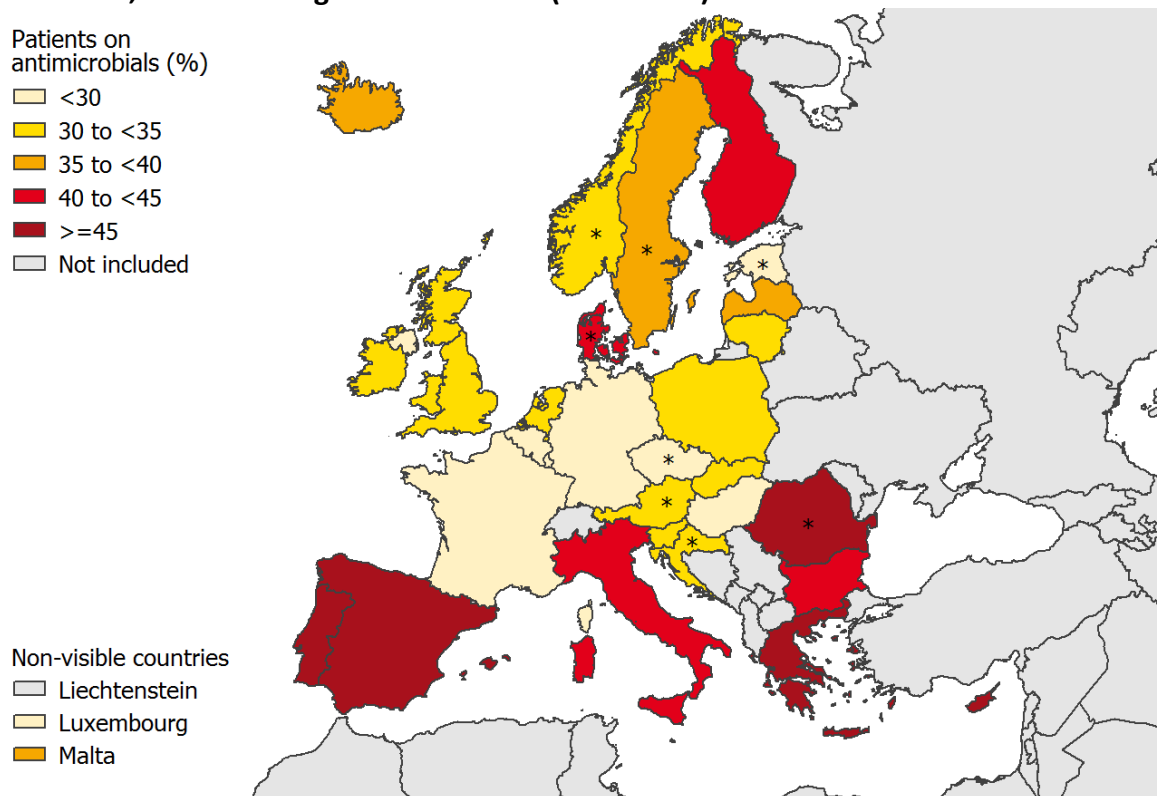 Patients on
antimicrobials (%)
<30
30 to <35
35 to <40
40 to <45
>=45
Not included
*
*
*
*
*
*
*
*
Non-visible countries
Liechtenstein
Luxembourg
Malta